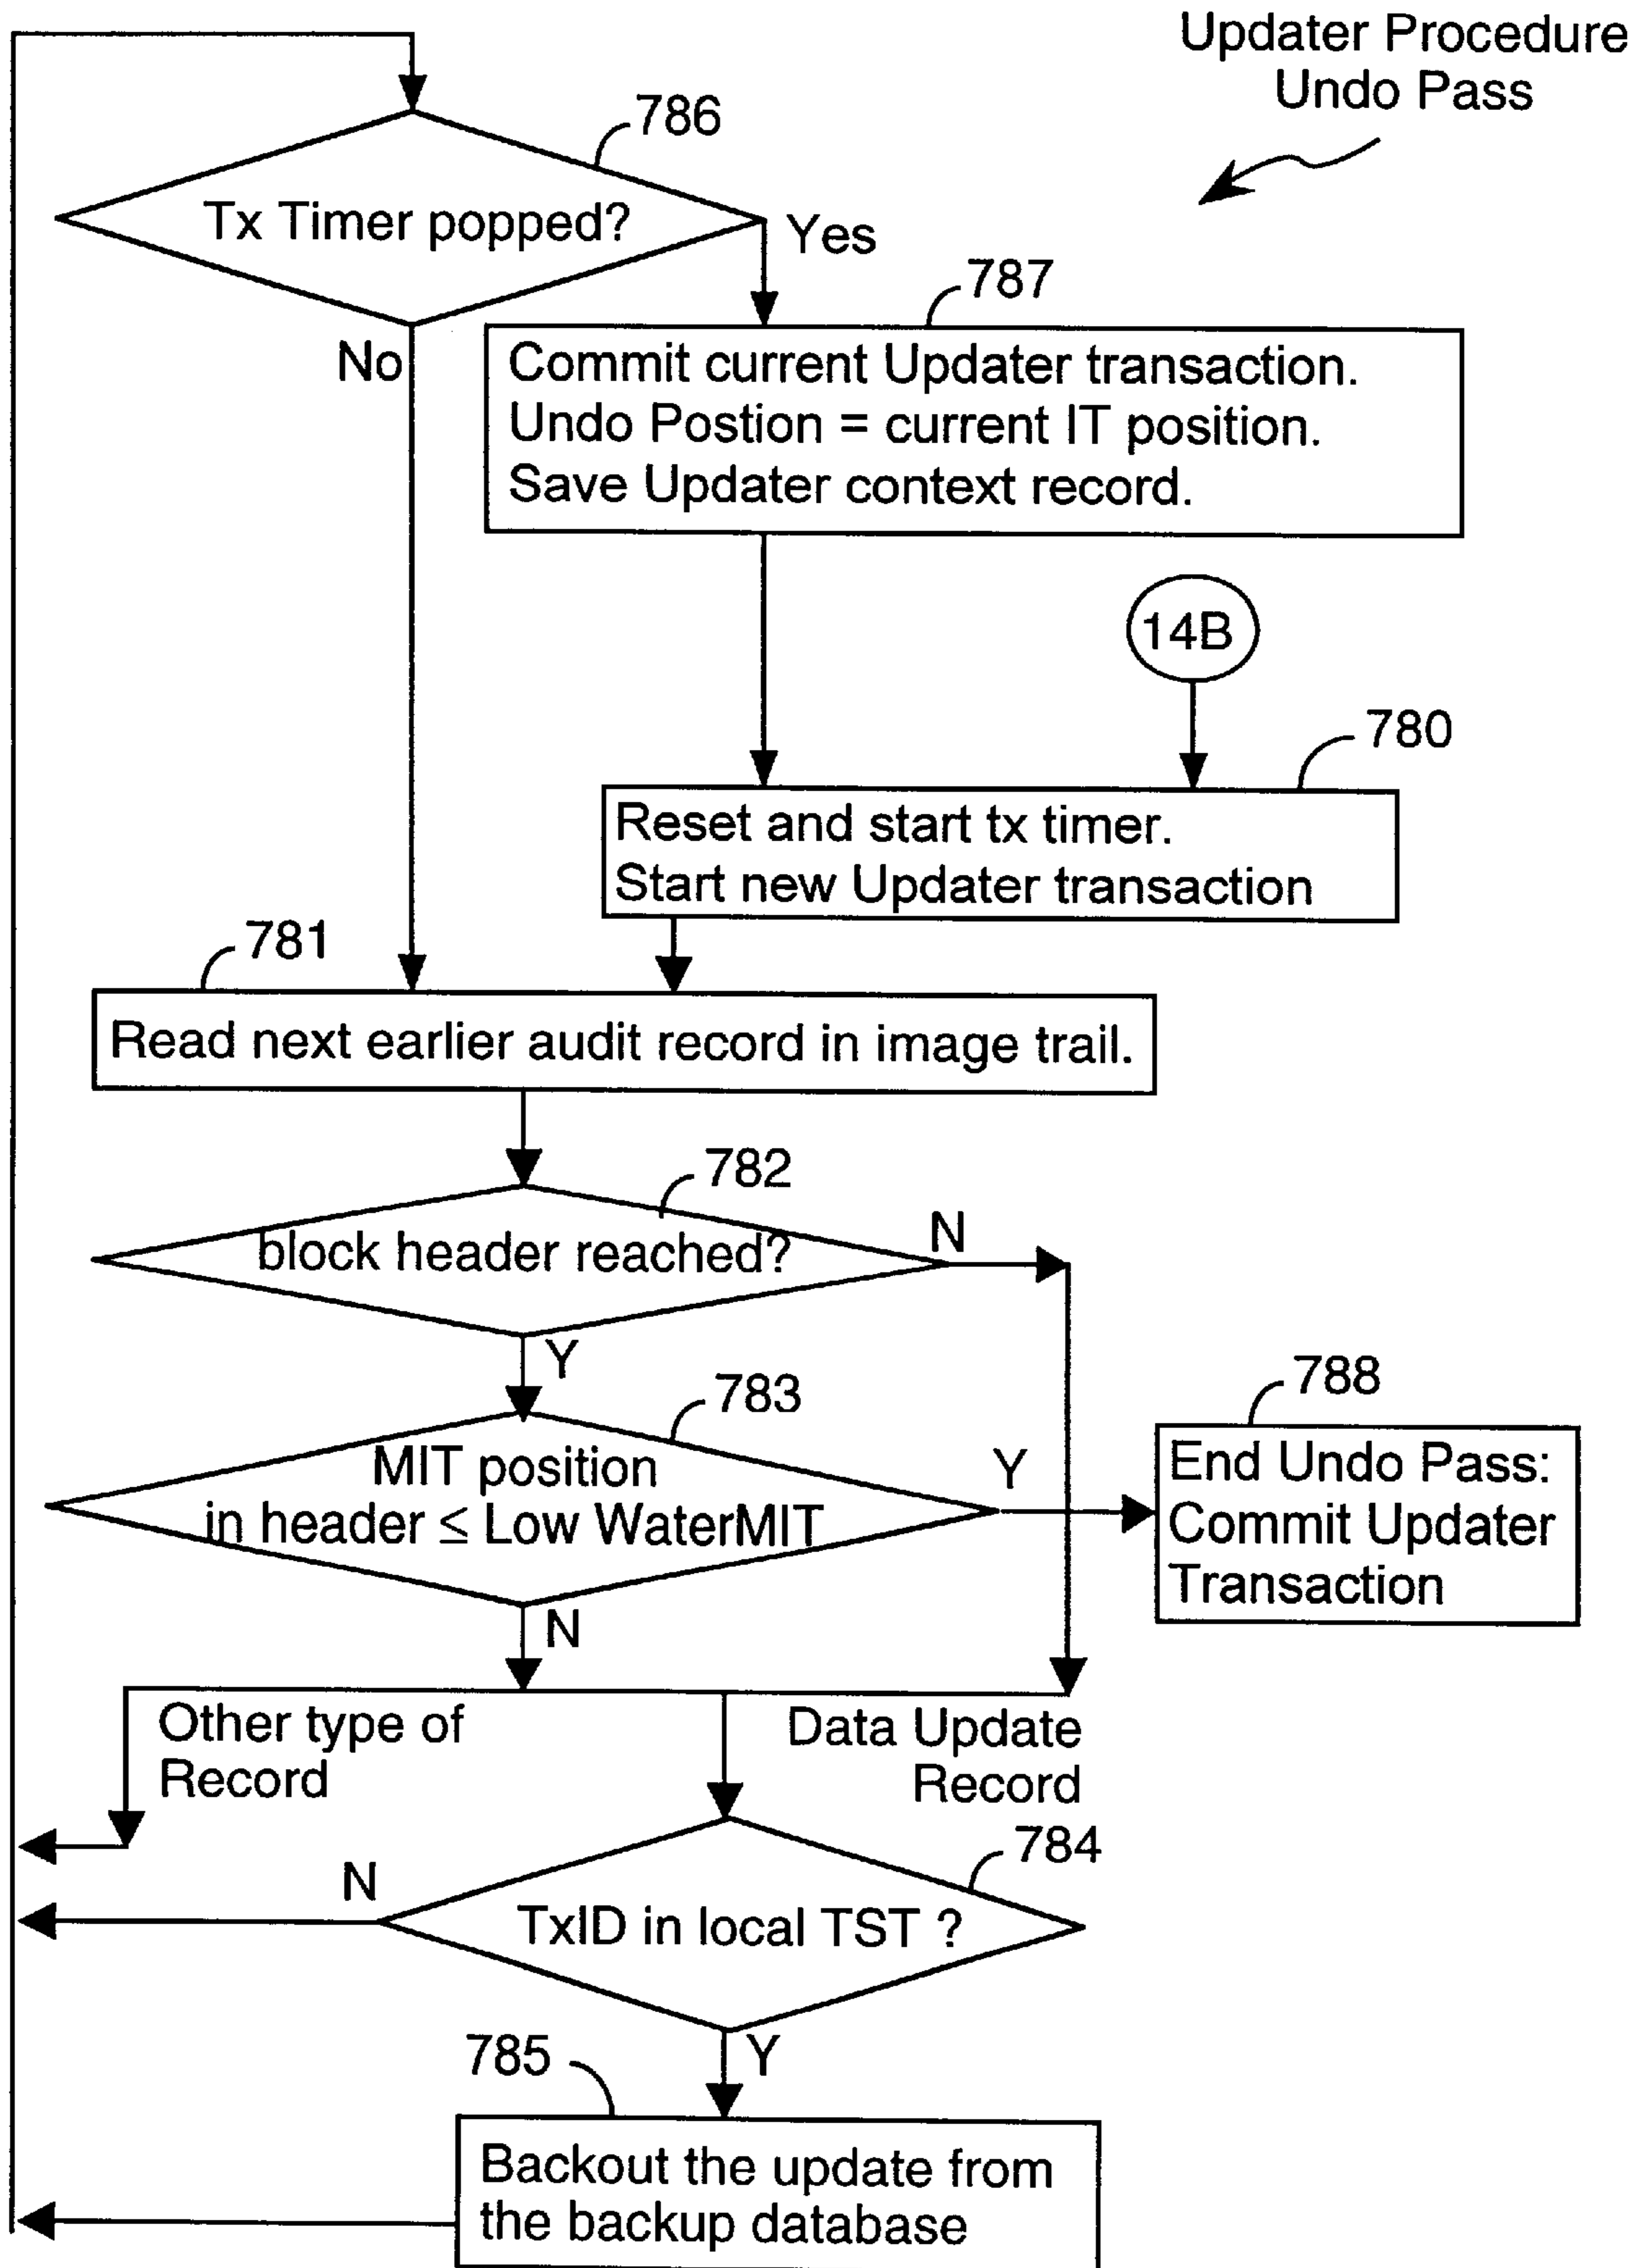 Updater Procedure
Undo Pass
786
Tx Timer popped?
Yes
787
No
Commit current Updater transaction.
Undo Postion = current IT position.
Save Updater context record.
14B
780
Reset and start tx timer.
Start new Updater transaction
781
Read next earlier audit record in image trail.
782
block header reached?
N
Y
783
788
MIT position
in header ≤ Low WaterMIT
Y
End Undo Pass:
Commit Updater
Transaction
N
Other type of
Record
Data Update
Record
784
N
TxID in local TST ?
785
Y
Backout the update from
the backup database